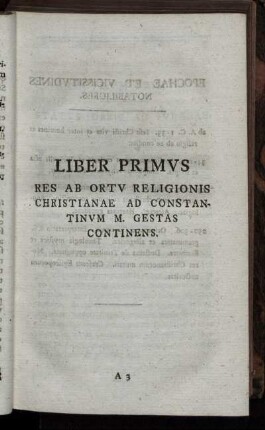 LIBER PRIMVS
RES AB ORTV RELIGIONIS
CHRISTIANAE AD CONSTAN-
TINVM M. GESTAS
CONTINENS.
A 3